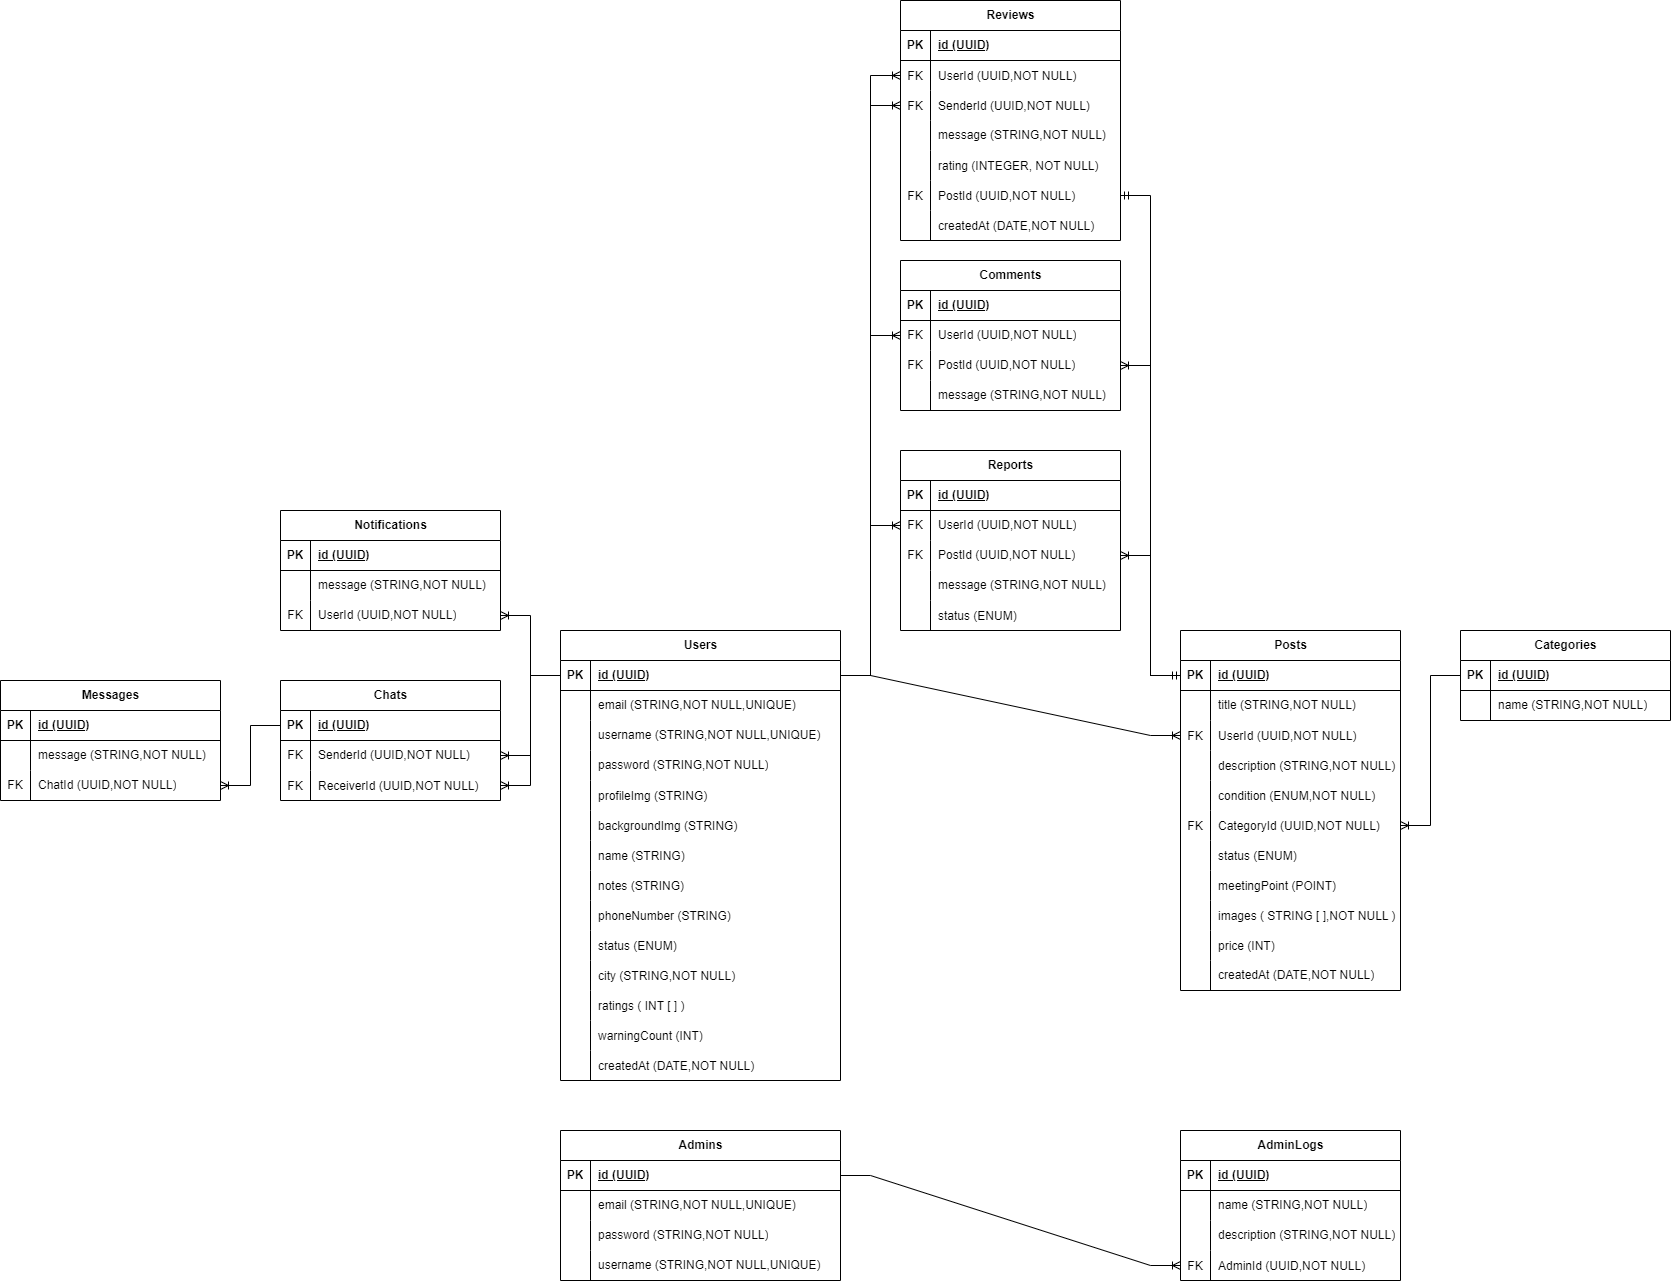 Reviews
PK id (UUID)
FK UserId (UUID,NOT NULL)
FK SenderId (UUID,NOT NULL)
message (STRING,NOT NULL)
rating (INTEGER, NOT NULL)
FK PostId (UUID,NOT NULL)
createdAt (DATE,NOT NULL)
Comments
PK id (UUID)
FK UserId (UUID,NOT NULL)
FK PostId (UUID,NOT NULL)
message (STRING,NOT NULL)
Reports
PK id (UUID)
FK UserId (UUID,NOT NULL)
FK PostId (UUID,NOT NULL)
message (STRING,NOT NULL)
status (ENUM)
Notifications
PK id (UUID)
message (STRING,NOT NULL)
FK UserId (UUID,NOT NULL)
Messages
PK id (UUID)
message (STRING,NOT NULL)
FK ChatId (UUID,NOT NULL)
Chats
PK id (UUID)
FK SenderId (UUID,NOT NULL)
FK ReceiverId (UUID,NOT NULL)
Users
PK id (UUID)
email (STRING,NOT NULL,UNIQUE)
username (STRING,NOT NULL,UNIQUE)
password (STRING,NOT NULL)
profileImg (STRING)
backgroundImg (STRING)
name (STRING)
notes (STRING)
phoneNumber (STRING)
status (ENUM)
city (STRING,NOT NULL)
ratings ( INT [ ] )
warningCount (INT)
createdAt (DATE,NOT NULL)
Posts
PK id (UUID)
title (STRING,NOT NULL)
FK UserId (UUID,NOT NULL)
description (STRING,NOT NULL)
condition (ENUM,NOT NULL)
FK CategoryId (UUID,NOT NULL)
status (ENUM)
meetingPoint (POINT)
images ( STRING [ ],NOT NULL )
price (INT)
createdAt (DATE,NOT NULL)
Categories
PK id (UUID)
name (STRING,NOT NULL)
Admins
PK id (UUID)
email (STRING,NOT NULL,UNIQUE)
password (STRING,NOT NULL)
username (STRING,NOT NULL,UNIQUE)
AdminLogs
PK id (UUID)
name (STRING,NOT NULL)
description (STRING,NOT NULL)
FK AdminId (UUID,NOT NULL)